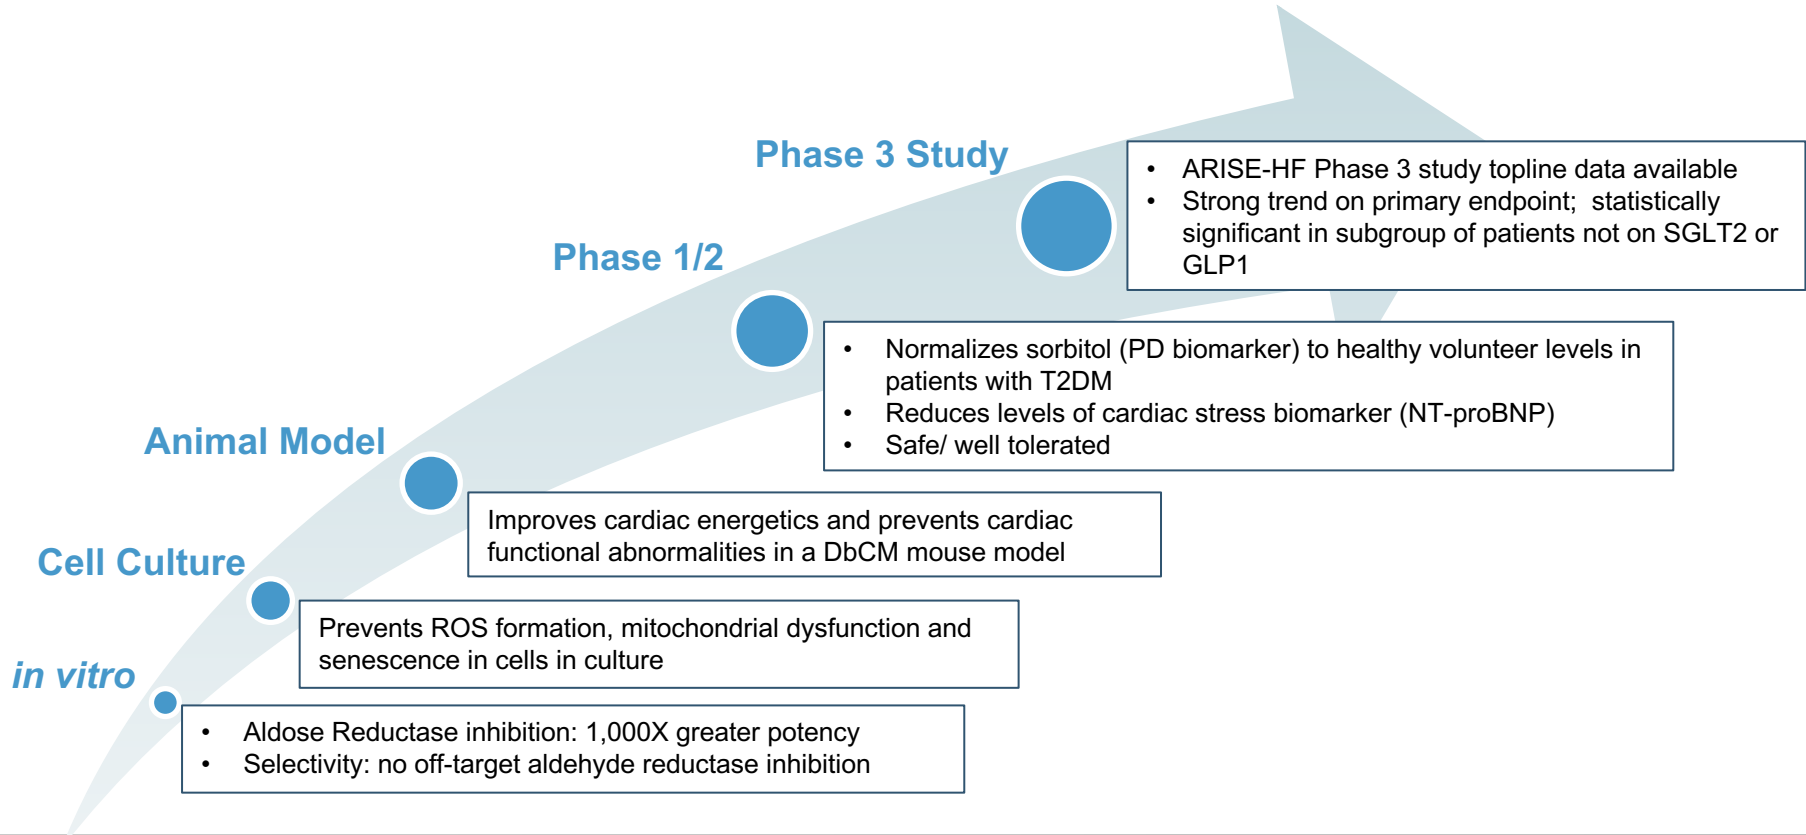 Phase 3 Study
• ARISE-HF Phase 3 study topline data available
• Strong trend on primary endpoint;  statistically
significant in subgroup of patients not on SGLT2 or
GLP1
Phase 1/2
• Normalizes sorbitol (PD biomarker) to healthy volunteer levels in
patients with T2DM
• Reduces levels of cardiac stress biomarker (NT-proBNP)
• Safe/ well tolerated
Animal Model
Improves cardiac energetics and prevents cardiac
functional abnormalities in a DbCM mouse model
Cell Culture
Prevents ROS formation, mitochondrial dysfunction and
senescence in cells in culture
in vitro
• Aldose Reductase inhibition: 1,000X greater potency
• Selectivity: no off-target aldehyde reductase inhibition